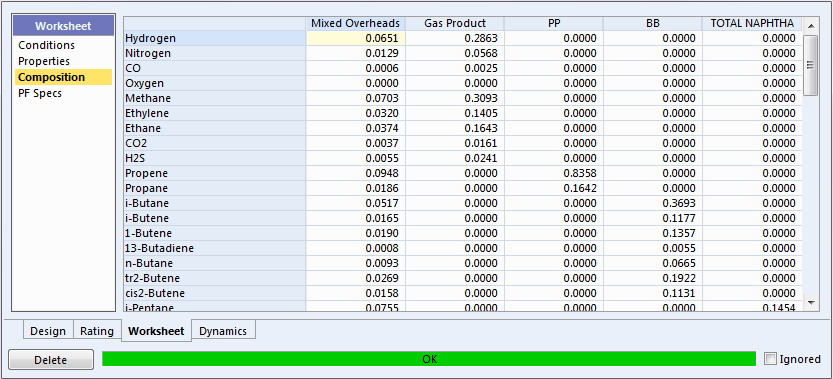 Worksheet
Conditions
Properties
Composition
PF Specs
Mixed Overheads Gas Product PP BB TOTAL NAPHTHA
Hydrogen 0.0651 0.2863 0.0000 0.0000 0.0000
Nitrogen 0.0129 0.0568 0.0000 0.0000 0.0000
CO 0.0006 0.0025 0.0000 0.0000 0.0000
Oxygen 0.0000 0.0000 0.0000 0.0000 0.0000
Methane 0.0703 0.3093 0.0000 0.0000 0.0000
Ethylene 0.0320 0.1405 0.0000 0.0000 0.0000
Ethane 0.0374 0.1643 0.0000 0.0000 0.0000
CO2 0.0037 0.0161 0.0000 0.0000 0.0000
H2S 0.0055 0.0241 0.0000 0.0000 0.0000
Propene 0.0948 0.0000 0.8358 0.0000 0.0000
Propane 0.0186 0.0000 0.1642 0.0000 0.0000
i-Butane 0.0517 0.0000 0.0000 0.3693 0.0000
i-Butene 0.0165 0.0000 0.0000 0.1177 0.0000
1-Butene 0.0190 0.0000 0.0000 0.1357 0.0000
13-Butadiene 0.0008 0.0000 0.0000 0.0055 0.0000
n-Butane 0.0093 0.0000 0.0000 0.0665 0.0000
tr2-Butene 0.0269 0.0000 0.0000 0.1922 0.0000
cis2-Butene 0.0158 0.0000 0.0000 0.1131 0.0000
i-Pentane 0.0755 0.0000 0.0000 0.0000 0.1454
Design Rating Worksheet Dynamics
Delete OK Ignored